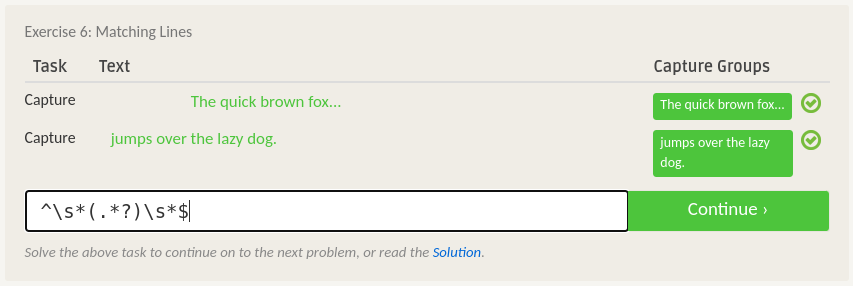 Exercise 6: Matching Lines
Task Text Capture Groups
Capture The quick brown fox... The quick brown fox...
Capture jumps over the lazy dog. jumps over the lazy
dog.
^\s*(.*?)\s*$ Continue ›
Solve the above task to continue on to the next problem, or read the Solution.